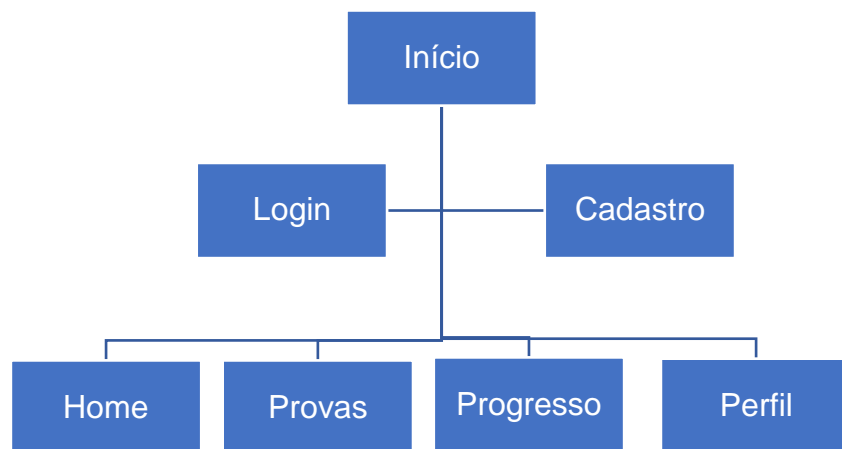 Início
Login
Cadastro
Home
Provas
Progresso
Perfil